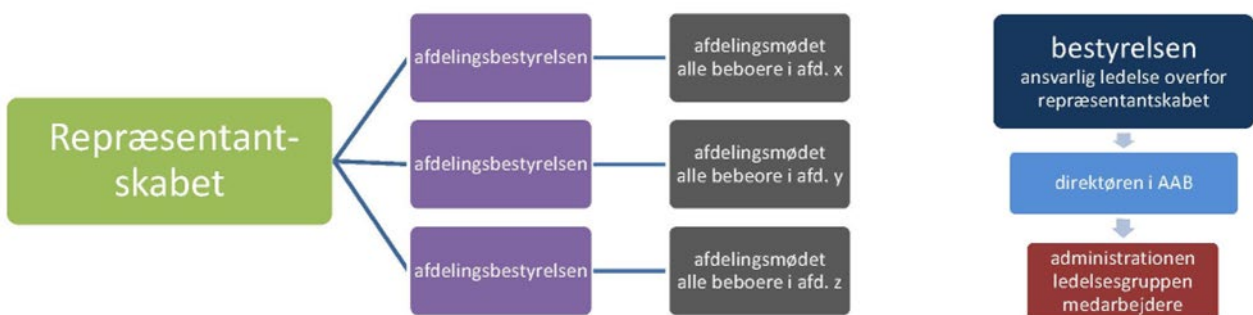 Repræsentant-
skabet
afdelingsbestyrelsen
afdelingsmødet
alle beboere i afd. x
afdelingsbestyrelsen
afdelingsmødet
alle bebeore i afd. y
afdelingsbestyrelsen
afdelingsmødet
alle beboere i afd. z
bestyrelsen
ansvarlig ledelse overfor
repræsentantskabet
direktøren i AAB
administrationen
ledelsesgruppen
medarbejdere